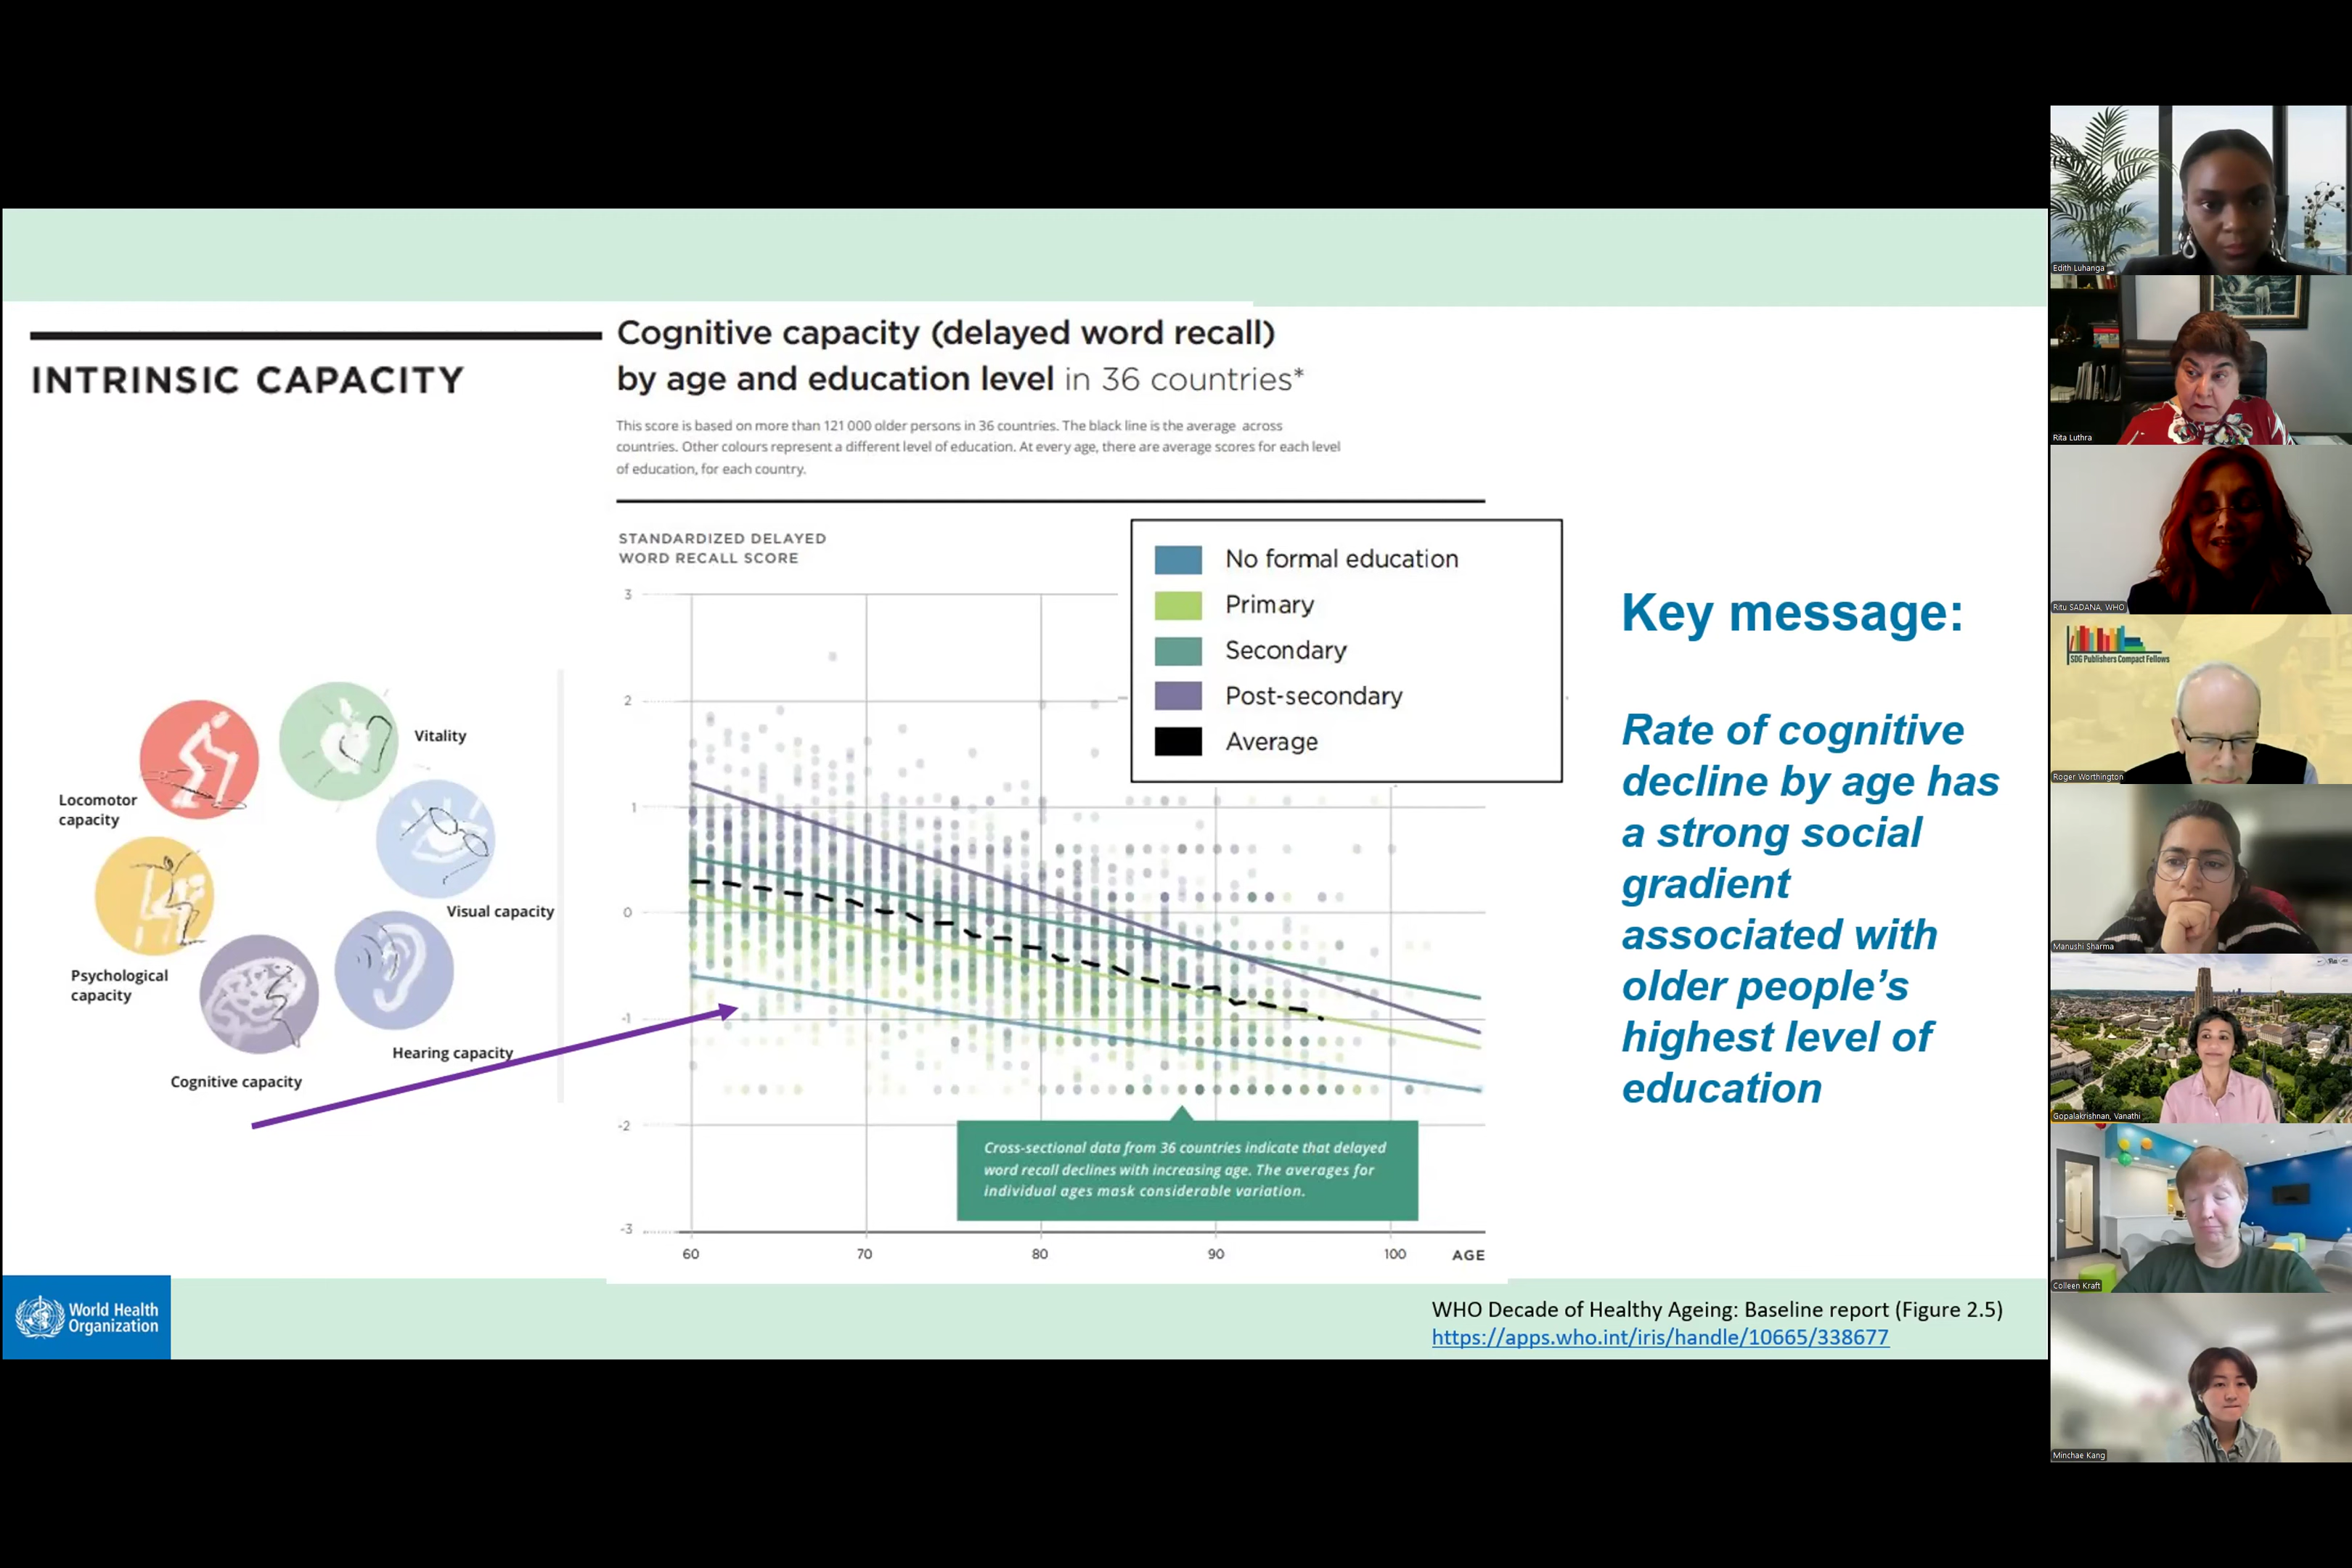 INTRINSIC CAPACITY
Locomotor
capacity
Vitality
Visual capacity
Psychological
capacity
Hearing capacity
Cognitive capacity
Cognitive capacity (delayed word recall)
by age and education level in 36 countries*
This score is based on more than 121 000 older persons in 36 countries. The black line is the average across
countries. Other colours represent a different level of education. At every age, there are average scores for each level
of education, for each country.
STANDARDIZED DELAYED
WORD RECALL SCORE
No formal education
Primary
Secondary
Post-secondary
Average
3
2
1
0
-1
-2
-3
60
70
80
90
100
AGE
Cross-sectional data from 36 countries indicate that delayed
word recall declines with increasing age. The averages for
individual ages mask considerable variation.
Key message:
Rate of cognitive
decline by age has
a strong social
gradient
associated with
older people’s
highest level of
education
World Health
Organization
WHO Decade of Healthy Ageing: Baseline report (Figure 2.5)
https://apps.who.int/iris/handle/10665/338677
Edith Luhanga
Rita Luthra
Ritu SADANA, WHO
SDG Publishers Compact Fellows
Roger Worthington
Manushi Sharma
Gopalakrishnan, Vanathi
Colleen Kraft
Minchae Kang